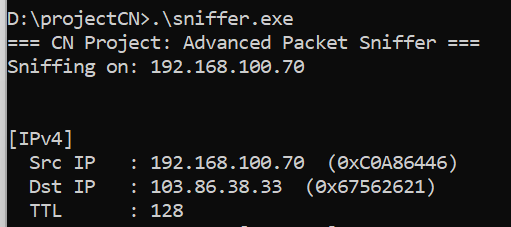 D:\projectCN>.\sniffer.exe
=== CN Project: Advanced Packet Sniffer ===
Sniffing on: 192.168.100.70
[IPv4]
Src IP : 192.168.100.70 (0xC0A86446)
Dst IP : 103.86.38.33 (0x67562621)
TTL : 128